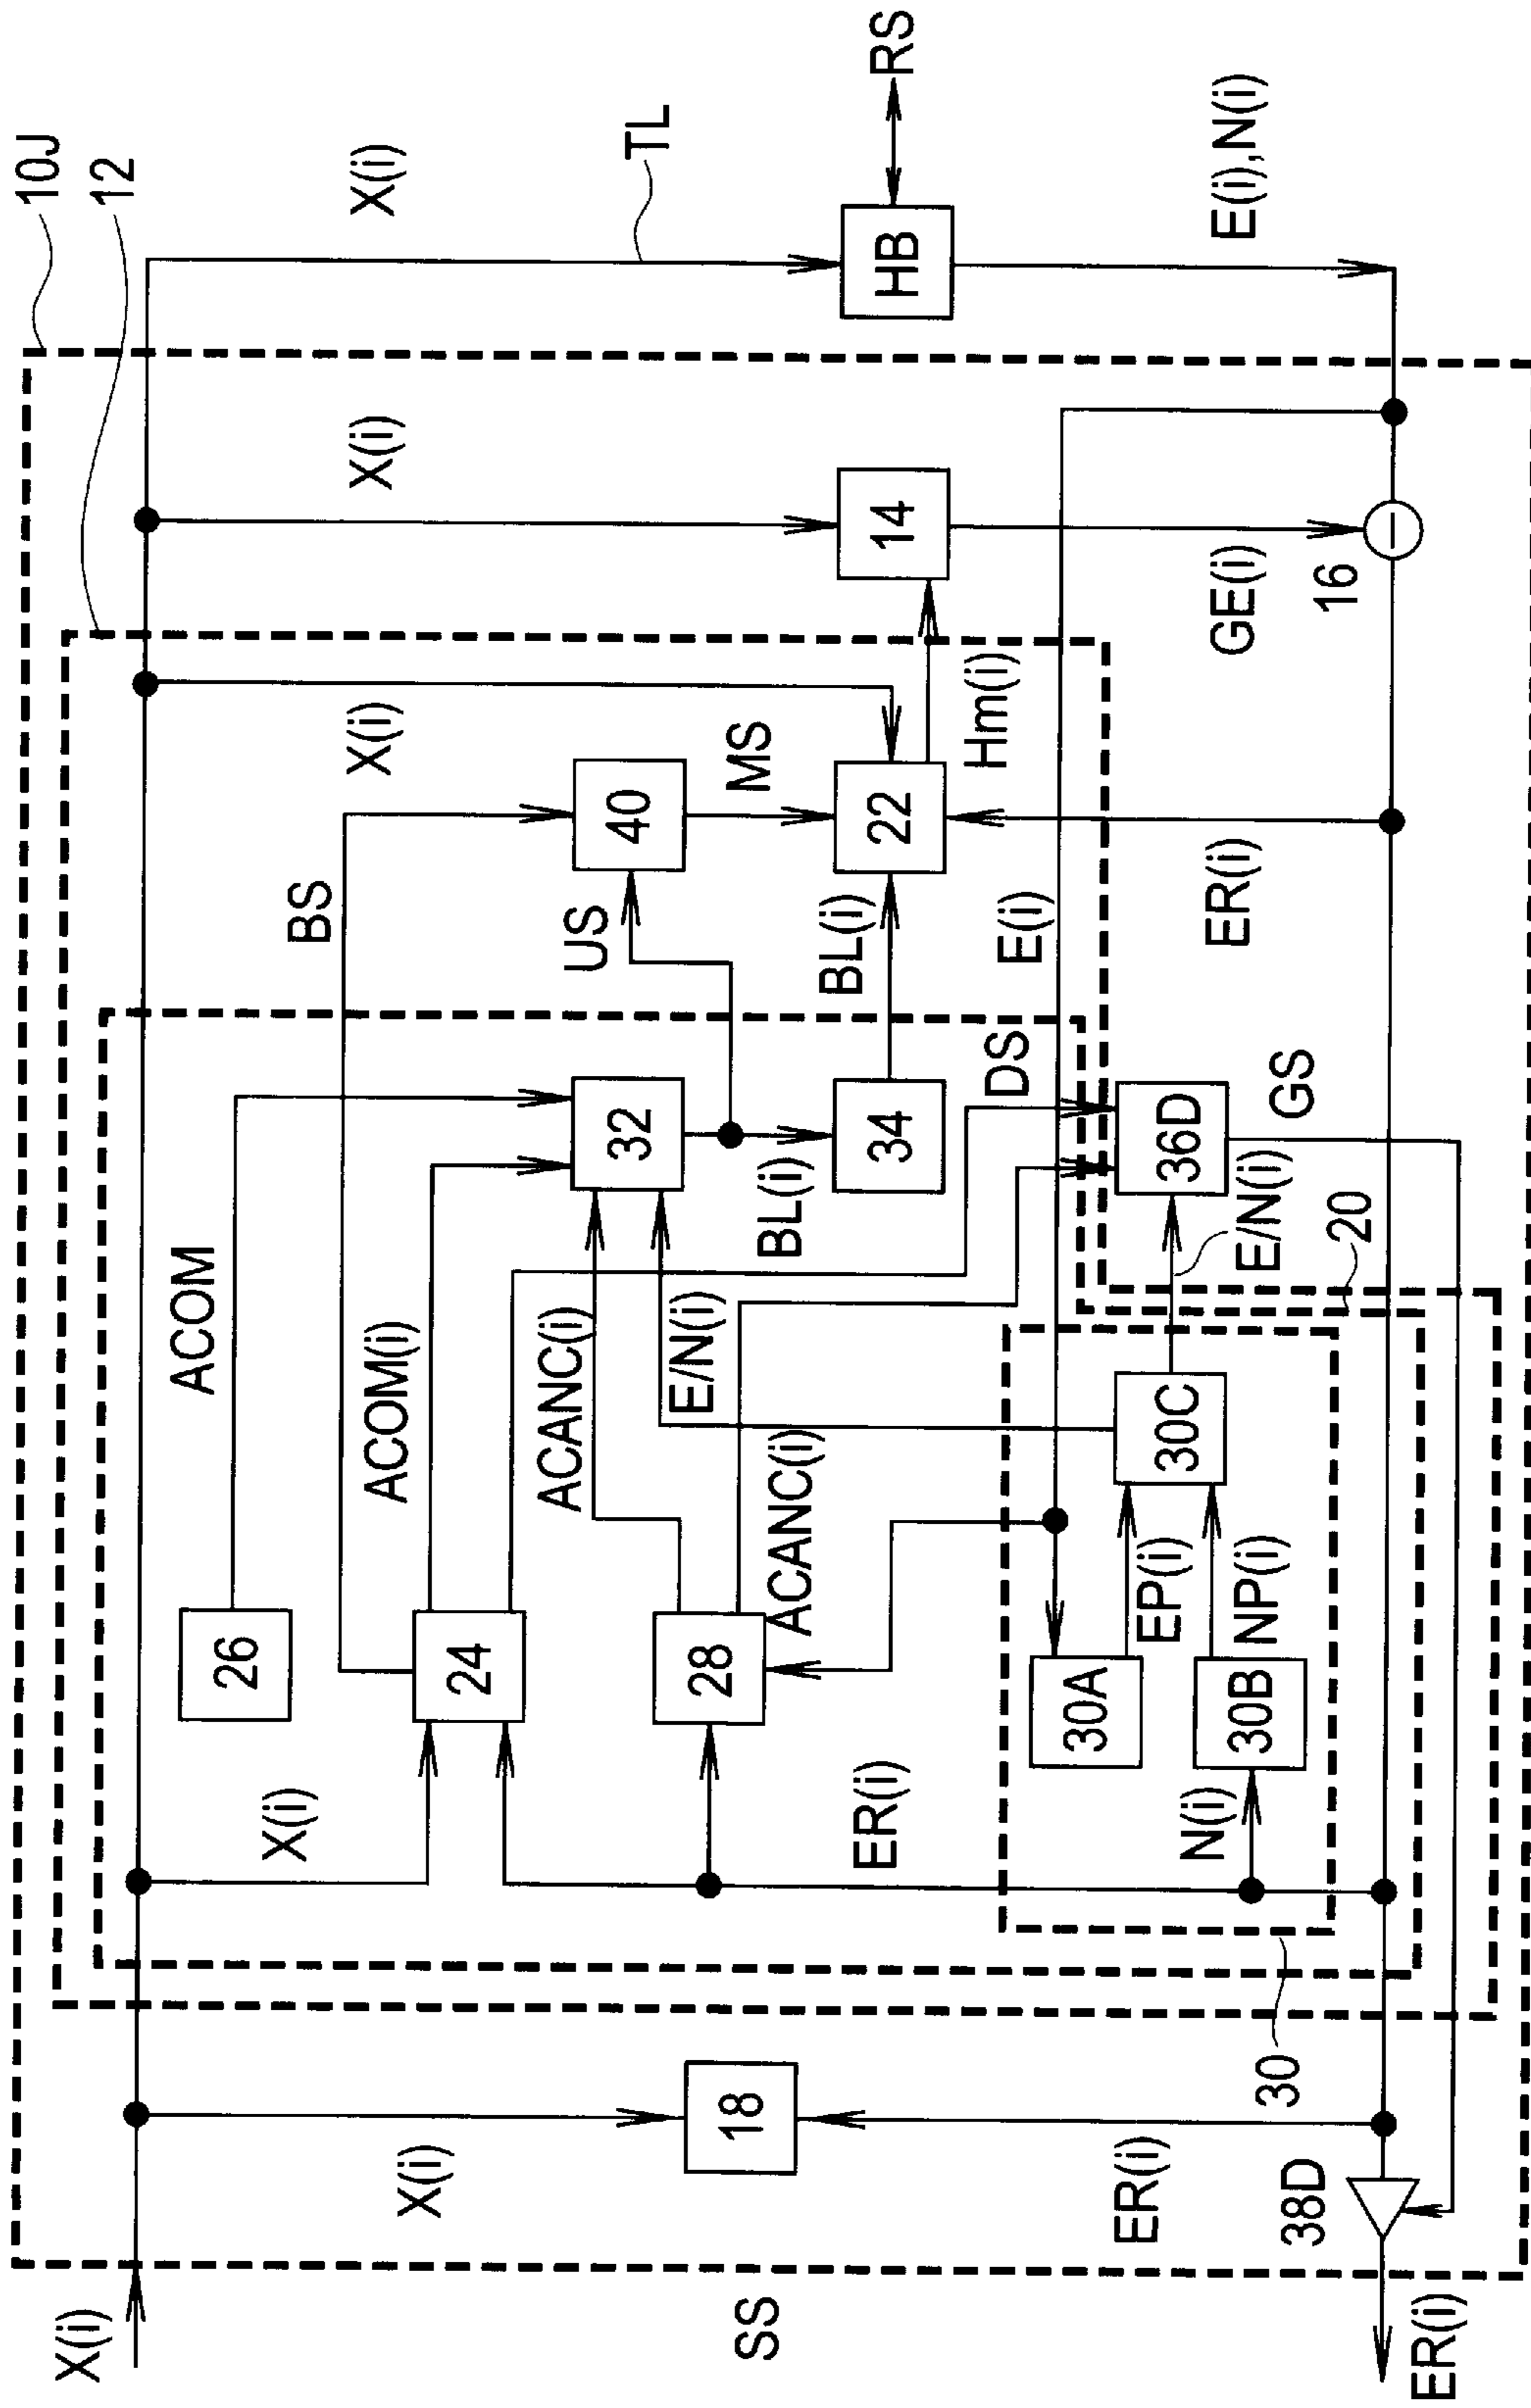 10J
12
X(i)
X(i)
X(i)
TL
HB
RS
E(i),N(i)
X(i)
14
GE(i)
16
BS
40
MS
22
Hm(i)
US
BL(i)
E(i)
ER(i)
ACOM
ACOM(i)
ACANC(i)
E/N(i)
32
34
BL(i)
DS
36D
GS
E/N(i)
20
26
24
28
ACANC(i)
30A
EP(i)
30B
NP(i)
30C
X(i)
ER(i)
N(i)
30
18
X(i)
ER(i)
38D
X(i)
SS
ER(i)